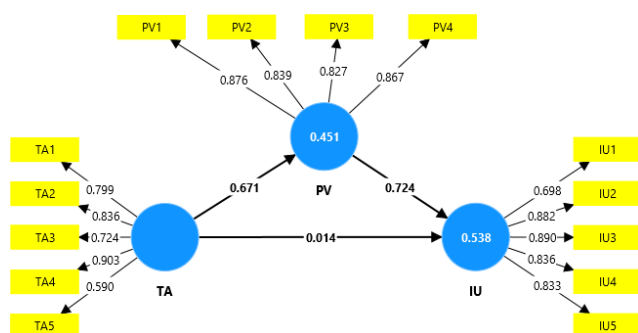 PV1 PV2 PV3 PV4
0.876 0.839 0.827 0.867
0.451
PV
TA1
TA2
TA3
TA4
TA5
0.799
0.836
0.724
0.903
0.590
TA
0.671
0.724
0.014
0.538
IU
0.698
0.882
0.890
0.836
0.833
IU1
IU2
IU3
IU4
IU5